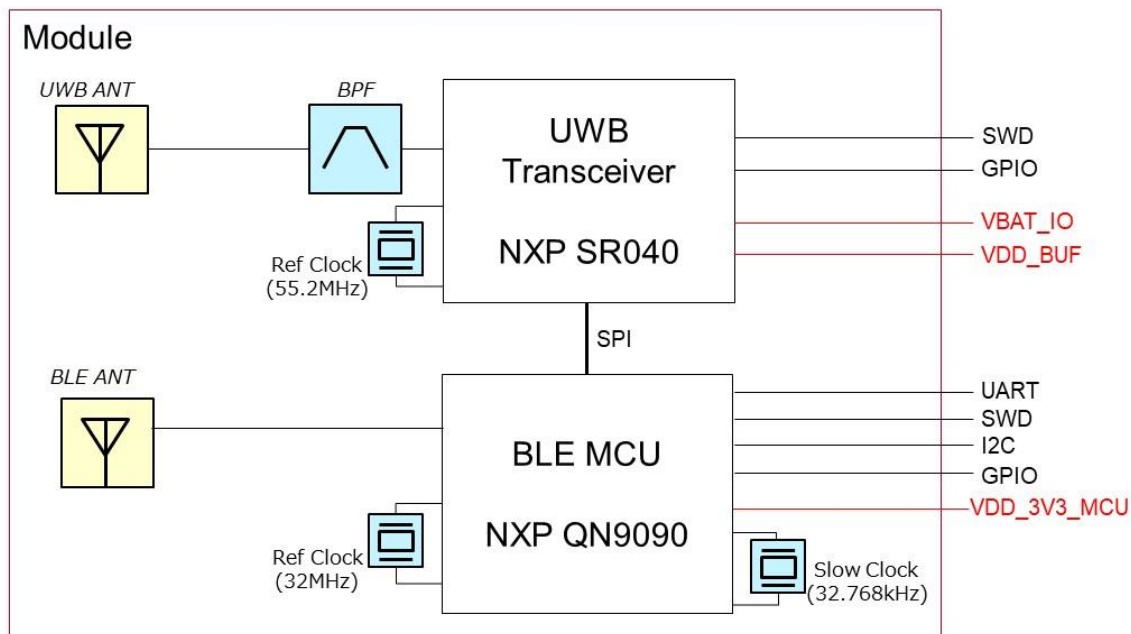 Module
UWB ANT
BPF
UWB
Transceiver
NXP SR040
Ref Clock
(55.2MHz)
SWD
GPIO
VBAT_IO
VDD_BUF
SPI
BLE ANT
BLE MCU
NXP QN9090
Ref Clock
(32MHz)
UART
SWD
I2C
GPIO
VDD_3V3_MCU
Slow Clock
(32.768kHz)